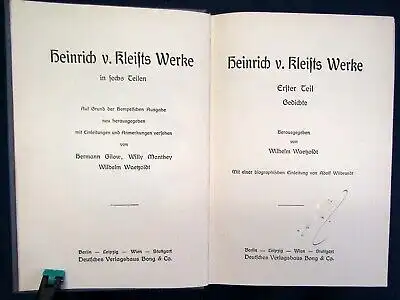 Heinrich v. Kleists Werke
in sechs Teilen
Auf Grund der Hempelschen Ausgabe
neu herausgegeben
mit Einleitungen und Anmerkungen versehen
von
Hermann Gilow, Willy Manthey
Wilhelm Waetzoldt
Berlin — Leipzig — Wien — Stuttgart
Deutsches Verlagshaus Bong & Co.
Heinrich v. Kleists Werke
Erster Teil
Gedichte
Herausgegeben
von
Wilhelm Waetzoldt
Mit einer biographischen Einleitung von Adolf Wilbrandt
Berlin — Leipzig — Wien — Stuttgart
Deutsches Verlagshaus Bong & Co.